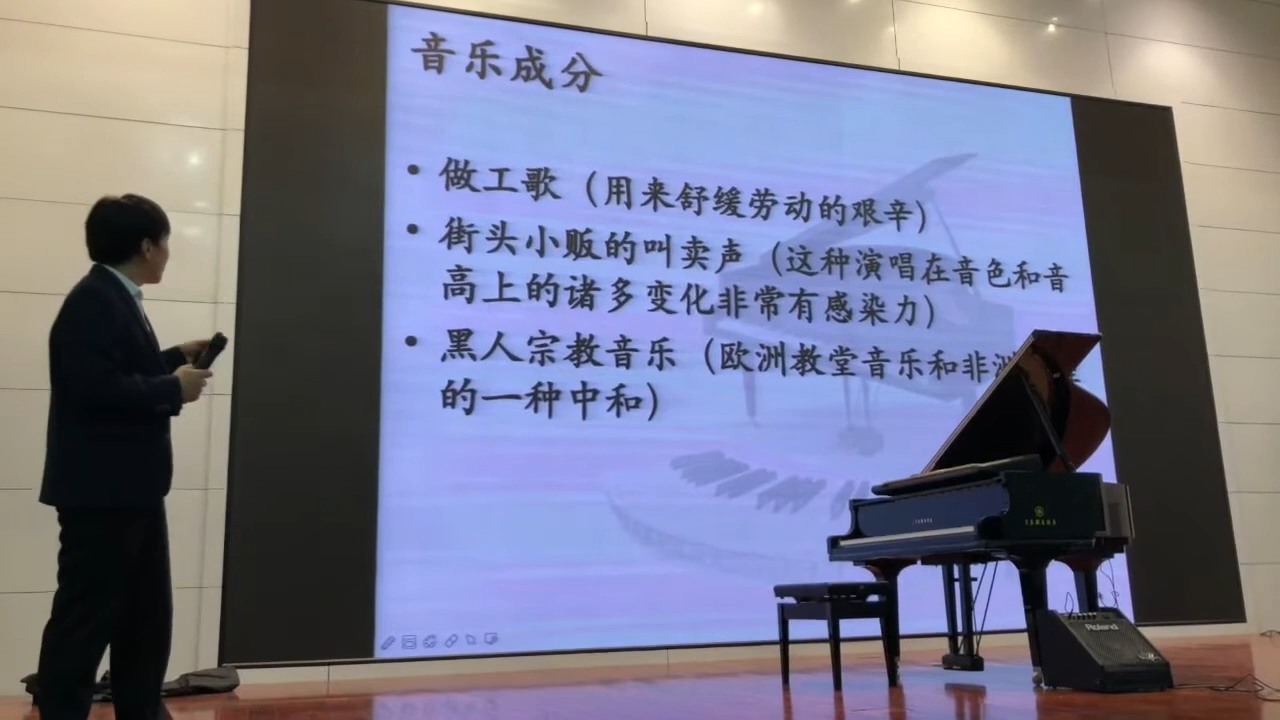 音乐成分
• 做工歌（用来舒缓劳动的艰辛）
• 街头小贩的叫卖声（这种演唱在音色和音
高上的诸多变化非常有感染力）
• 黑人宗教音乐（欧洲教堂音乐和非洲
的一种中和）
YAMAHA
YAMAHA
Roland